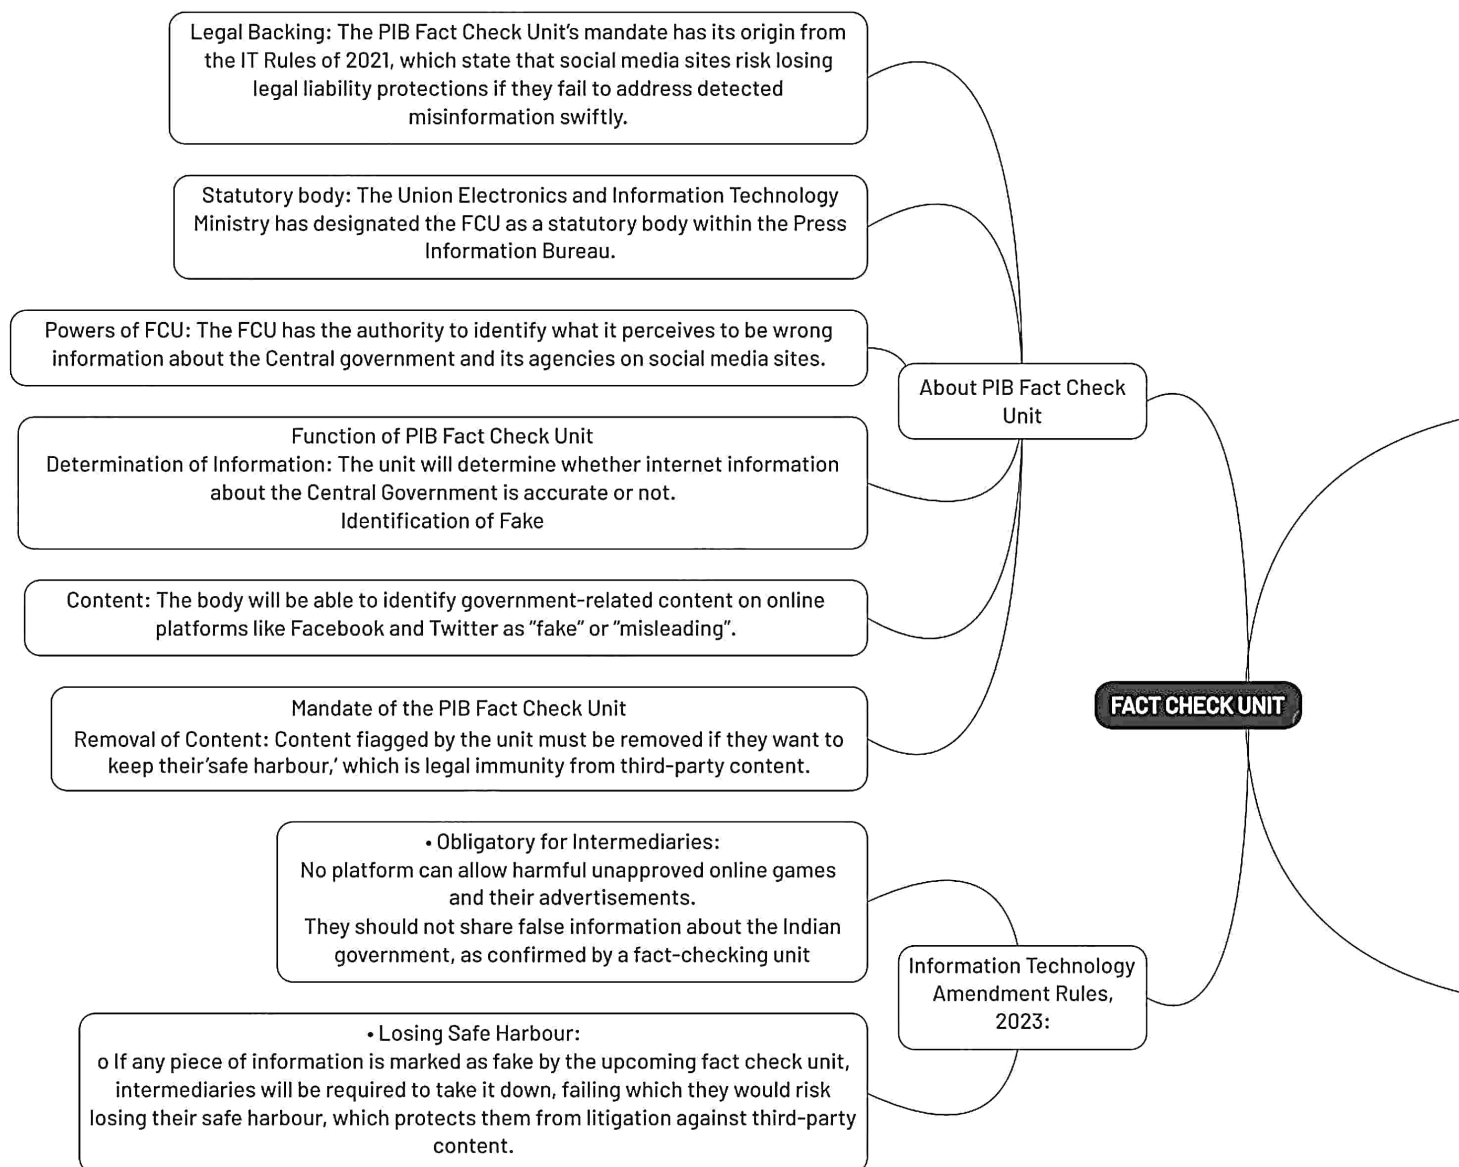 Legal Backing: The PIB Fact Check Unit's mandate has its origin from
the IT Rules of 2021, which state that social media sites risk losing
legal liability protections if they fail to address detected
misinformation swiftly.
Statutory body: The Union Electronics and Information Technology
Ministry has designated the FCU as a statutory body within the Press
Information Bureau.
Powers of FCU: The FCU has the authority to identify what it perceives to be wrong
information about the Central government and its agencies on social media sites.
About PIB Fact Check
Unit
Function of PIB Fact Check Unit
Determination of Information: The unit will determine whether internet information
about the Central Government is accurate or not.
Identification of Fake
Content: The body will be able to identify government-related content on online
platforms like Facebook and Twitter as "fake" or "misleading".
Mandate of the PIB Fact Check Unit
Removal of Content: Content fiagged by the unit must be removed if they want to
keep their'safe harbour,' which is legal immunity from third-party content.
FACT CHECK UNIT
• Obligatory for Intermediaries:
No platform can allow harmful unapproved online games
and their advertisements.
They should not share false information about the Indian
government, as confirmed by a fact-checking unit
Information Technology
Amendment Rules,
2023:
• Losing Safe Harbour:
o If any piece of information is marked as fake by the upcoming fact check unit,
intermediaries will be required to take it down, failing which they would risk
losing their safe harbour, which protects them from litigation against third-party
content.